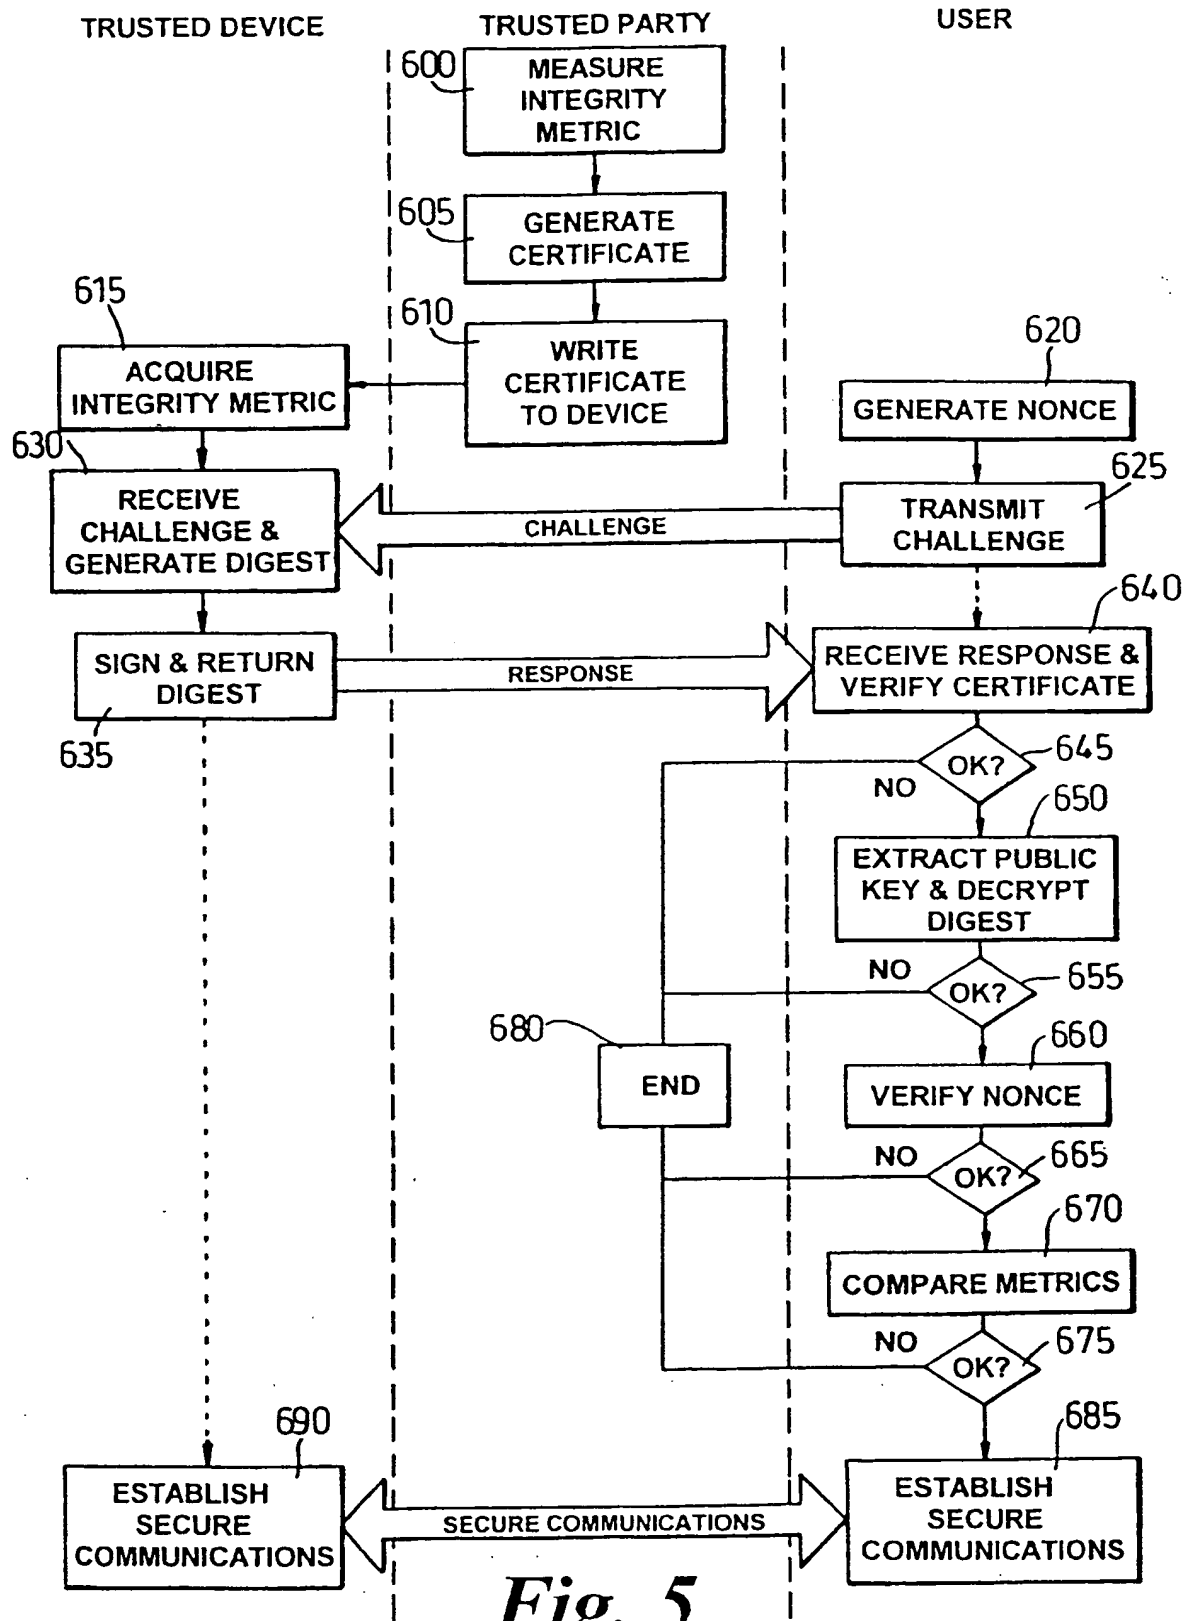 TRUSTED DEVICE
TRUSTED PARTY
USER
600
MEASURE
INTEGRITY
METRIC
605
GENERATE
CERTIFICATE
610
WRITE
CERTIFICATE
TO DEVICE
615
ACQUIRE
INTEGRITY METRIC
620
GENERATE NONCE
625
TRANSMIT
CHALLENGE
CHALLENGE
630
RECEIVE
CHALLENGE &
GENERATE DIGEST
SIGN & RETURN
DIGEST
635
RESPONSE
640
RECEIVE RESPONSE &
VERIFY CERTIFICATE
OK?
645
NO
650
EXTRACT PUBLIC
KEY & DECRYPT
DIGEST
NO
OK?
655
680
END
660
VERIFY NONCE
NO
OK?
665
670
COMPARE METRICS
NO
OK?
675
690
ESTABLISH
SECURE
COMMUNICATIONS
SECURE COMMUNICATIONS
685
ESTABLISH
SECURE
COMMUNICATIONS
Fig. 5